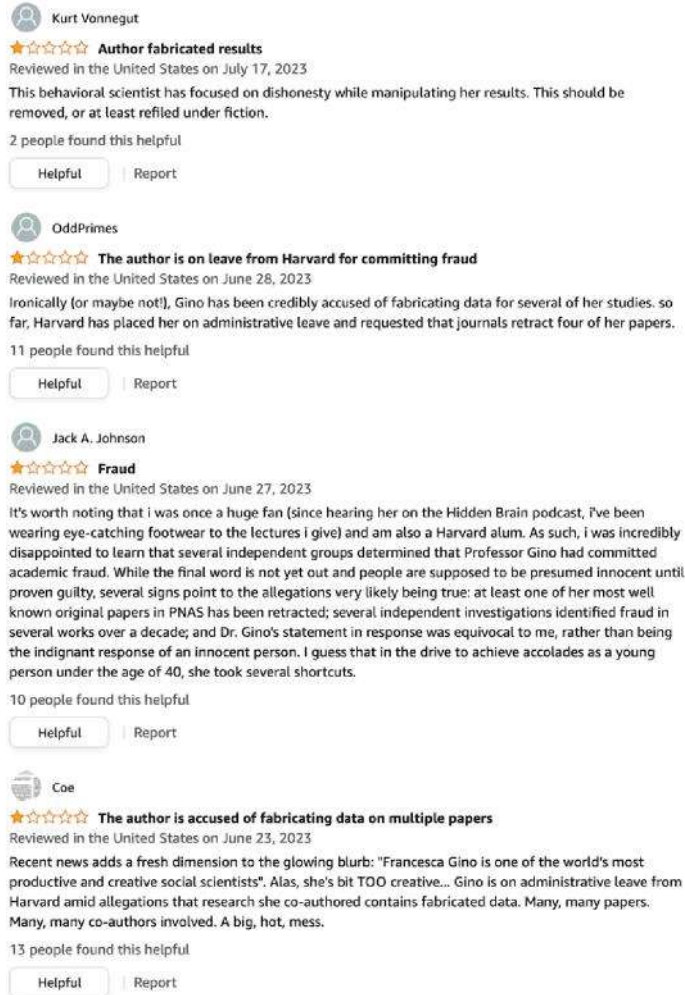 Kurt Vonnegut
Author fabricated results
Reviewed in the United States on July 17, 2023
This behavioral scientist has focused on dishonesty while manipulating her results. This should be
removed, or at least refiled under fiction.
2 people found this helpful
Helpful | Report
OddPrimes
The author is on leave from Harvard for committing fraud
Reviewed in the United States on June 28, 2023
Ironically (or maybe not!), Gino has been credibly accused of fabricating data for several of her studies. so
far, Harvard has placed her on administrative leave and requested that journals retract four of her papers.
11 people found this helpful
Helpful | Report
Jack A. Johnson
Fraud
Reviewed in the United States on June 27, 2023
It's worth noting that i was once a huge fan (since hearing her on the Hidden Brain podcast, i've been
wearing eye-catching footwear to the lectures i give) and am also a Harvard alum. As such, i was incredibly
disappointed to learn that several independent groups determined that Professor Gino had committed
academic fraud. While the final word is not yet out and people are supposed to be presumed innocent until
proven guilty, several signs point to the allegations very likely being true: at least one of her most well
known original papers in PNAS has been retracted; several independent investigations identified fraud in
several works over a decade; and Dr. Gino's statement in response was equivocal to me, rather than being
the indignant response of an innocent person. I guess that in the drive to achieve accolades as a young
person under the age of 40, she took several shortcuts.
10 people found this helpful
Helpful | Report
Coe
The author is accused of fabricating data on multiple papers
Reviewed in the United States on June 23, 2023
Recent news adds a fresh dimension to the glowing blurb: "Francesca Gino is one of the world's most
productive and creative social scientists". Alas, she's bit TOO creative... Gino is on administrative leave from
Harvard amid allegations that research she co-authored contains fabricated data. Many, many papers.
Many, many co-authors involved. A big, hot, mess.
13 people found this helpful
Helpful | Report